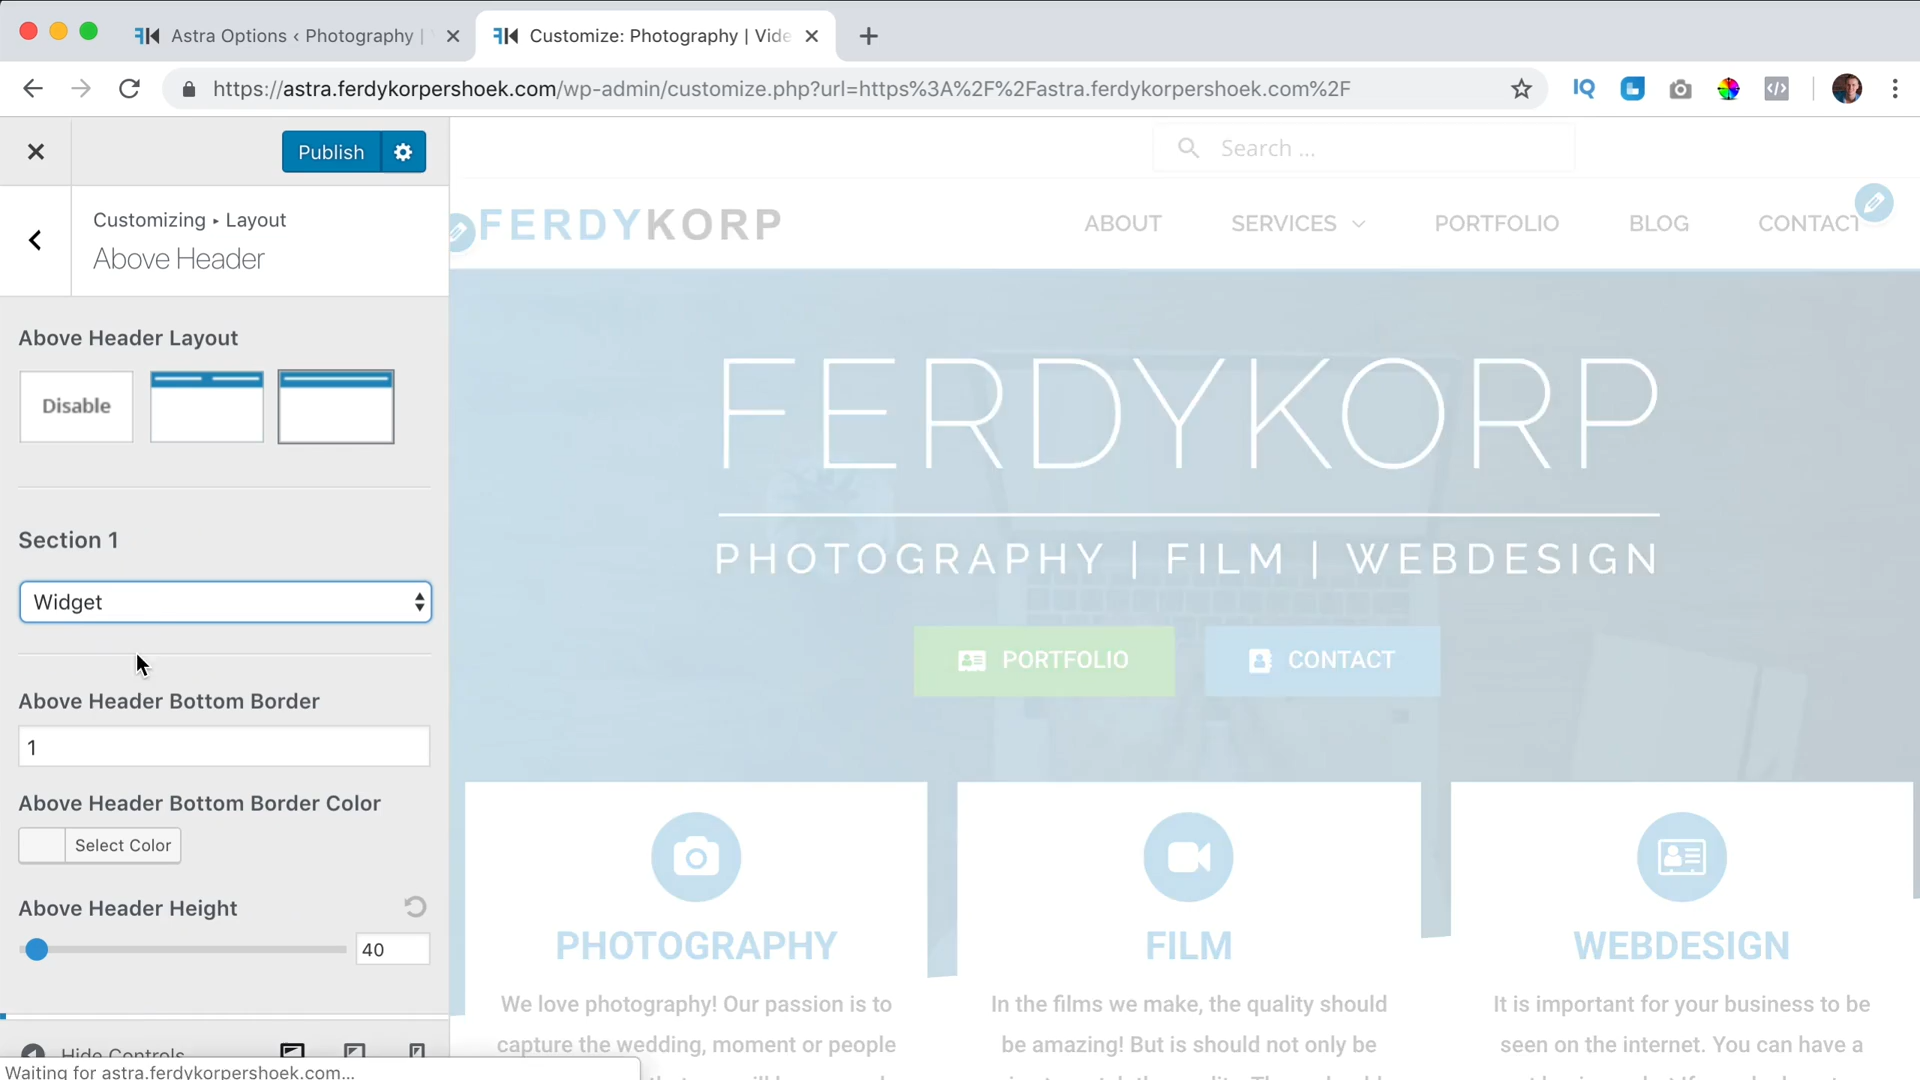 Astra Options ‹ Photography |
Customize: Photography | Vide
https://astra.ferdykorpershoek.com/wp-admin/customize.php?url=https%3A%2F%2Fastra.ferdykorpershoek.com%2F
IQ
Publish
Customizing ▸ Layout
Above Header
Above Header Layout
Disable
Section 1
Widget
Above Header Bottom Border
1
Above Header Bottom Border Color
Select Color
Above Header Height
40
Hide Controls
Waiting for astra.ferdykorpershoek.com...
Search ...
FERDYKORP
ABOUT SERVICES PORTFOLIO BLOG CONTACT
FERDYKORP
PHOTOGRAPHY | FILM | WEBDESIGN
PORTFOLIO CONTACT
PHOTOGRAPHY
We love photography! Our passion is to
capture the wedding, moment or people
FILM
In the films we make, the quality should
be amazing! But is should not only be
WEBDESIGN
It is important for your business to be
seen on the internet. You can have a